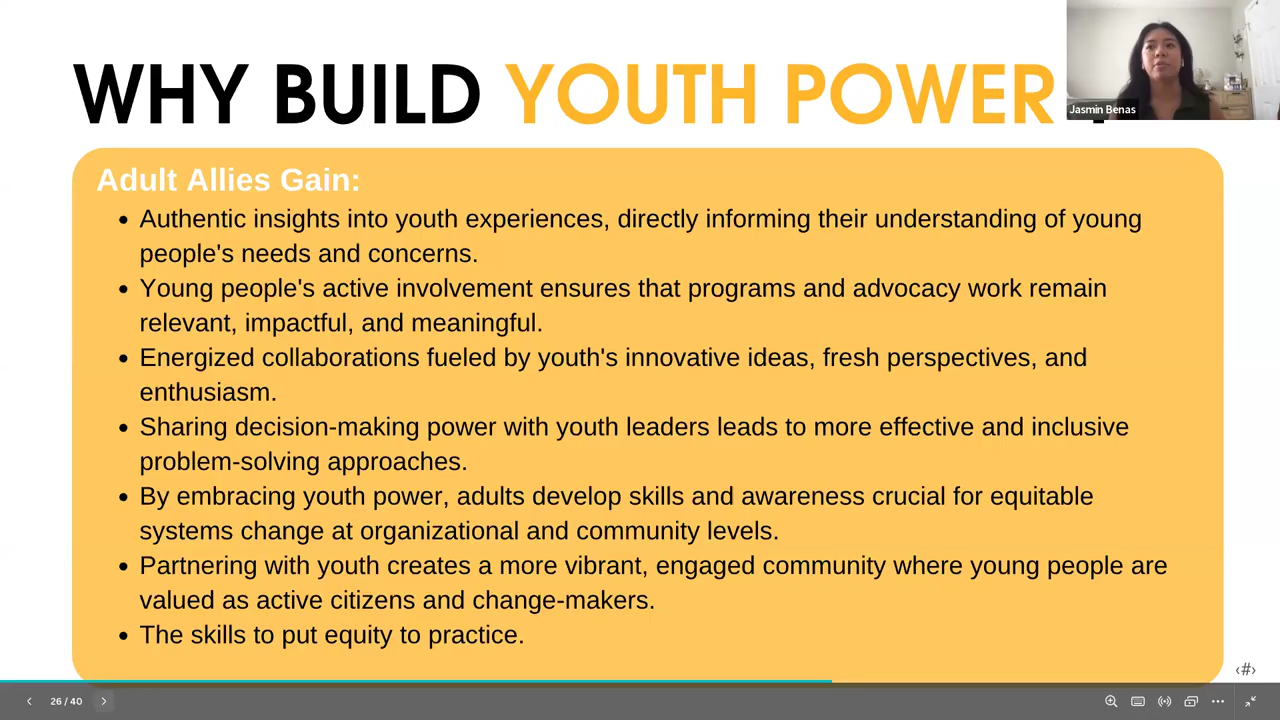 WHY BUILD YOUTH POWER
Jasmin Benas
Adult Allies Gain:
• Authentic insights into youth experiences, directly informing their understanding of young
people's needs and concerns.
• Young people's active involvement ensures that programs and advocacy work remain
relevant, impactful, and meaningful.
• Energized collaborations fueled by youth's innovative ideas, fresh perspectives, and
enthusiasm.
• Sharing decision-making power with youth leaders leads to more effective and inclusive
problem-solving approaches.
• By embracing youth power, adults develop skills and awareness crucial for equitable
systems change at organizational and community levels.
• Partnering with youth creates a more vibrant, engaged community where young people are
valued as active citizens and change-makers.
• The skills to put equity to practice.
‹#›
26 / 40